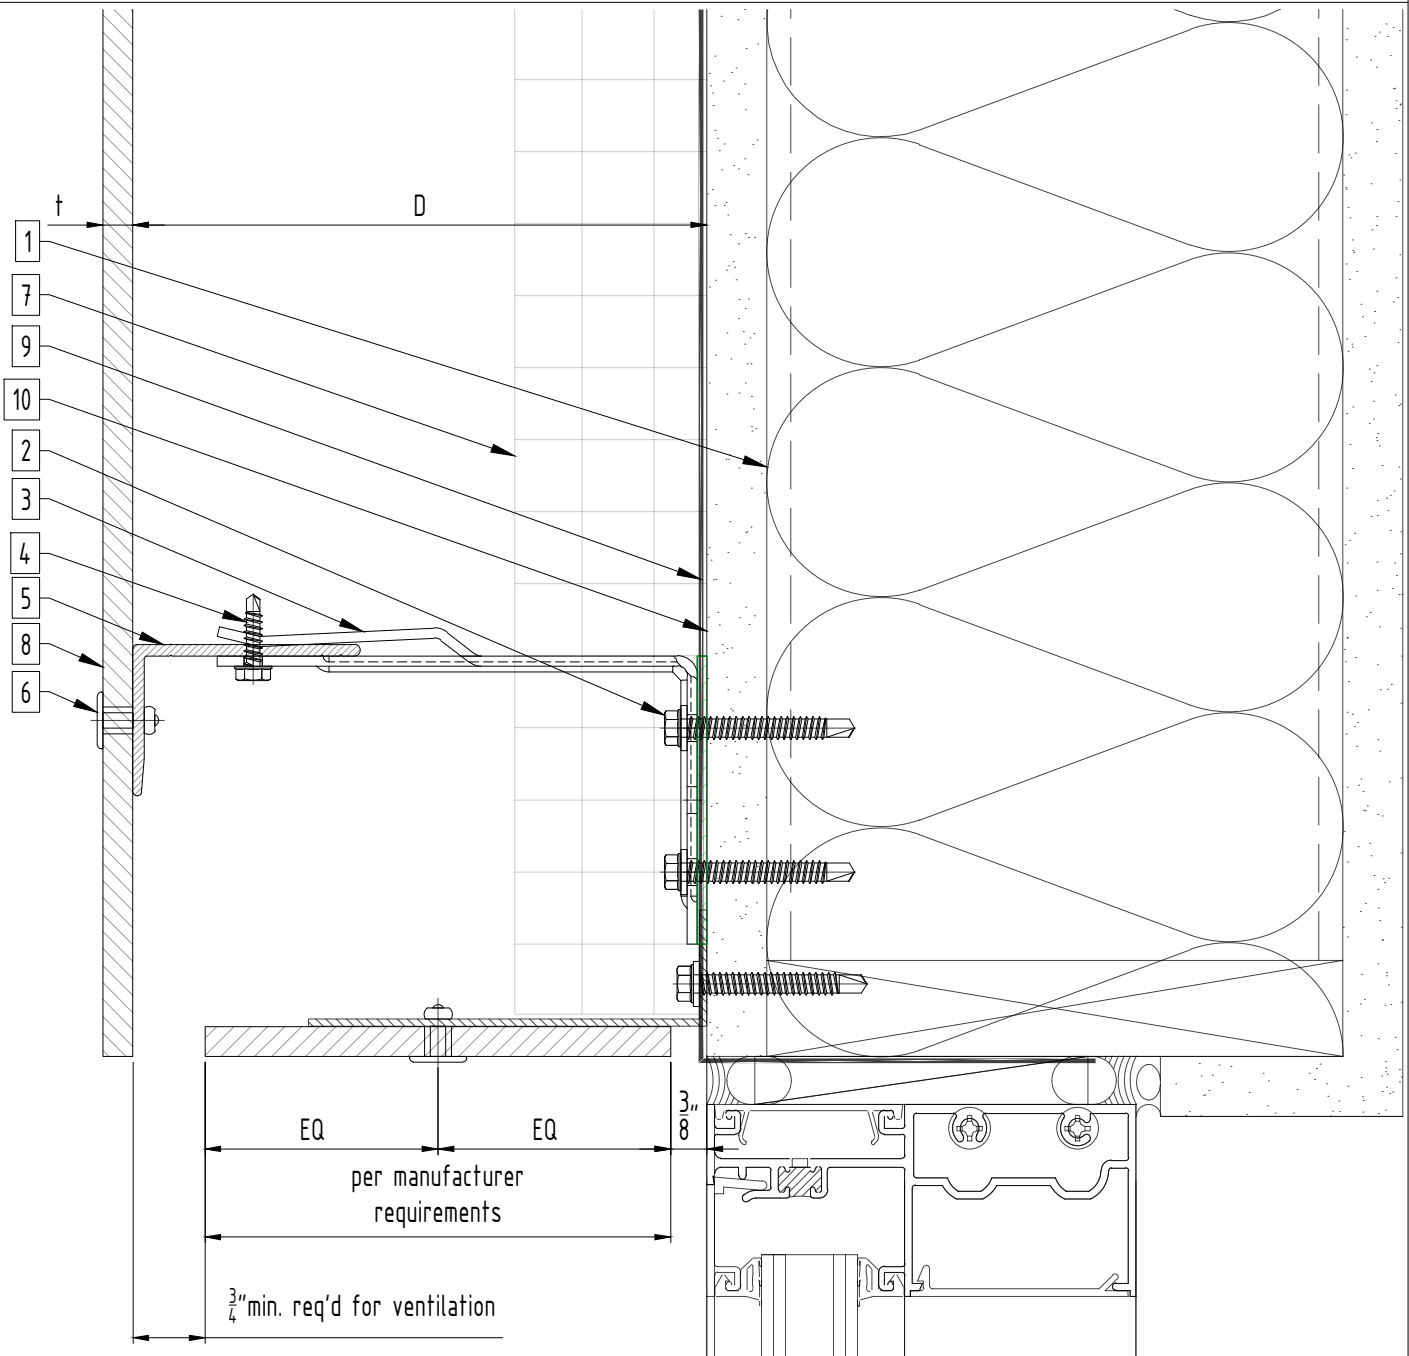 t
D
1
7
9
10
2
3
4
5
8
6
3/8"
EQ
EQ
per manufacturer
requirements
3/4"min. req'd for ventilation